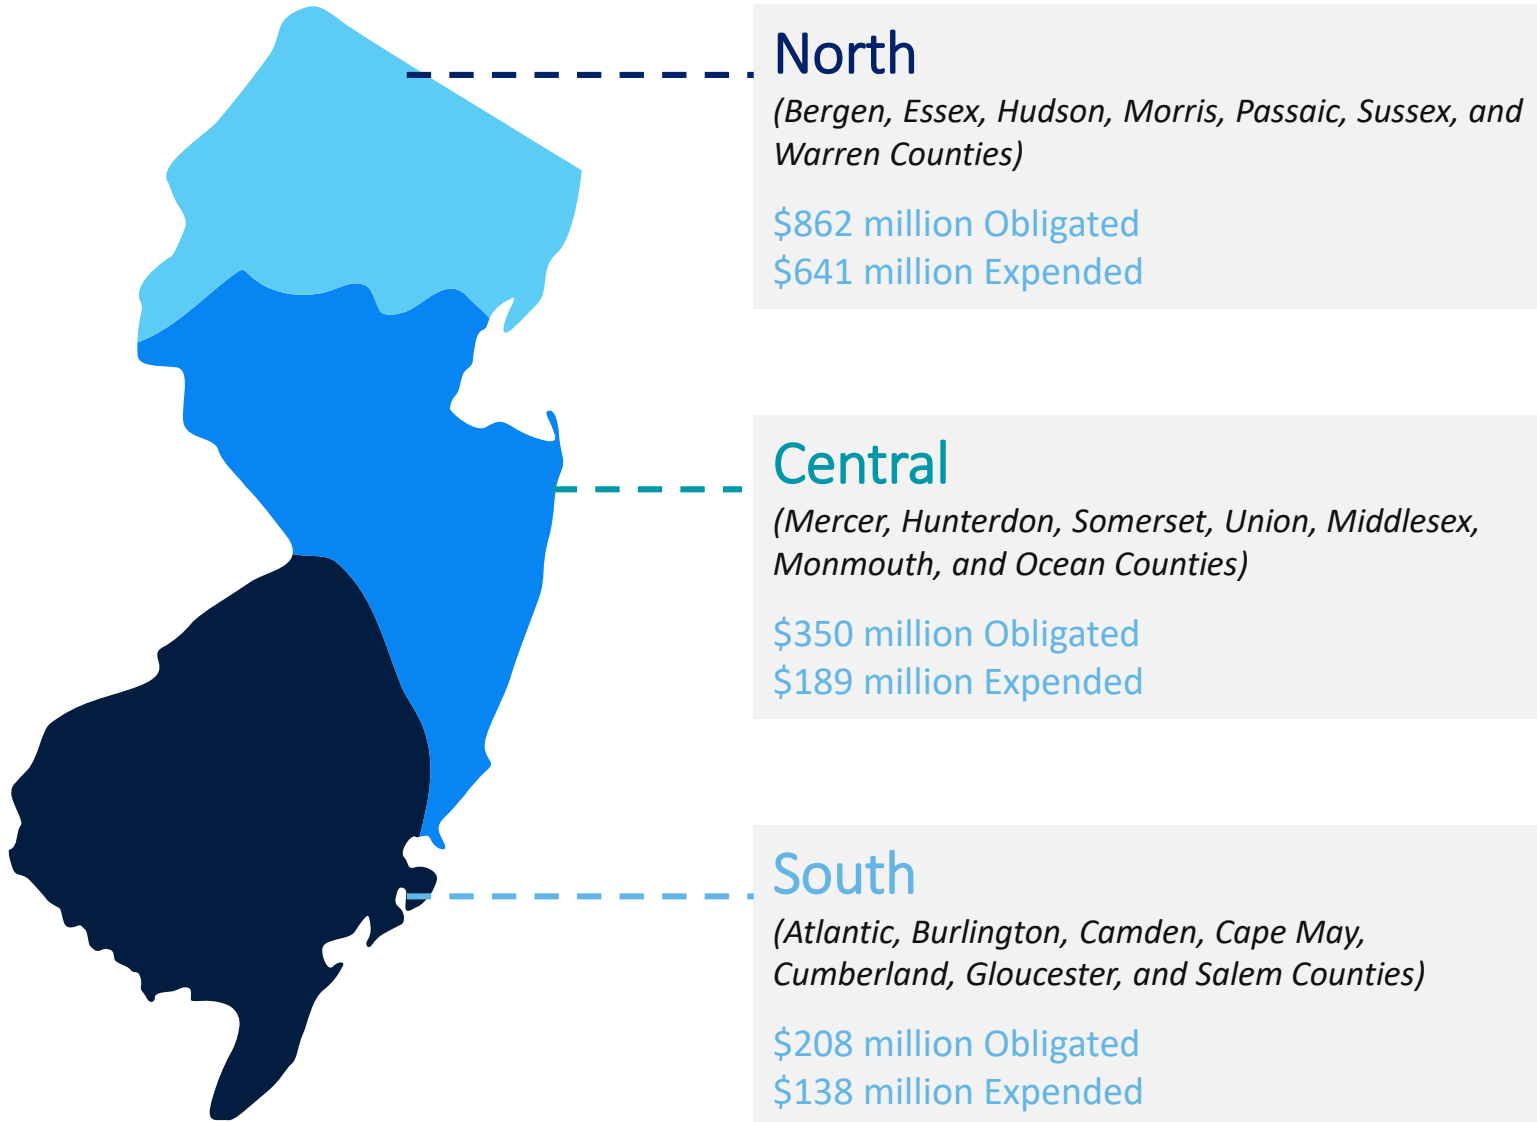 North
(Bergen, Essex, Hudson, Morris, Passaic, Sussex, and
Warren Counties)
$862 million Obligated
$641 million Expended
Central
(Mercer, Hunterdon, Somerset, Union, Middlesex,
Monmouth, and Ocean Counties)
$350 million Obligated
$189 million Expended
South
(Atlantic, Burlington, Camden, Cape May,
Cumberland, Gloucester, and Salem Counties)
$208 million Obligated
$138 million Expended